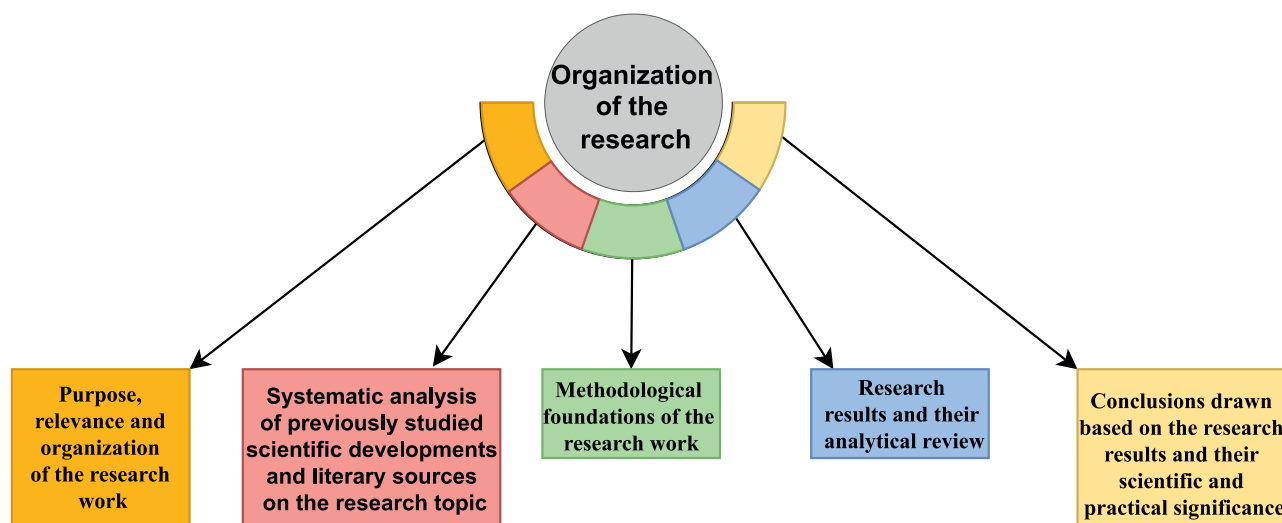 Organization
of the
research
Purpose,
relevance and
organization
of the research
work
Systematic analysis
of previously studied
scientific developments
and literary sources
on the research topic
Methodological
foundations of the
research work
Research
results and their
analytical review
Conclusions drawn
based on the research
results and their
scientific and
practical significance